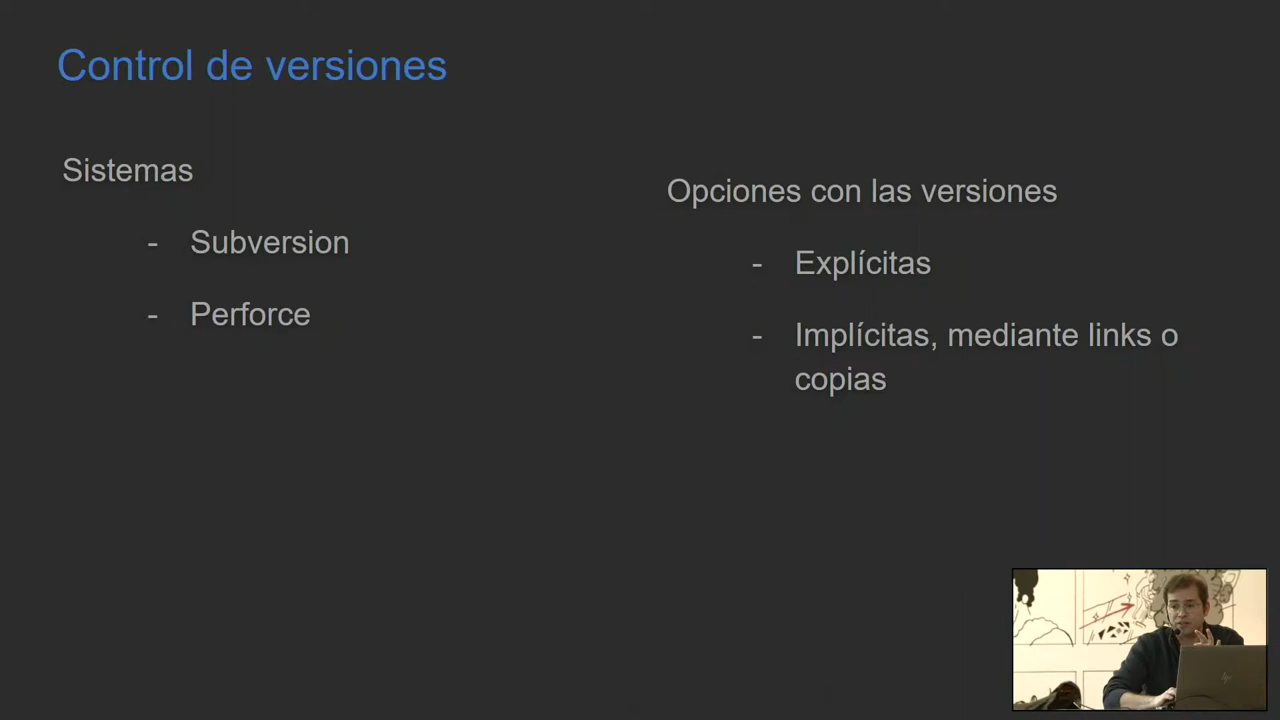 Control de versiones
Sistemas
- Subversion
- Perforce
Opciones con las versiones
- Explícitas
- Implícitas, mediante links o
copias